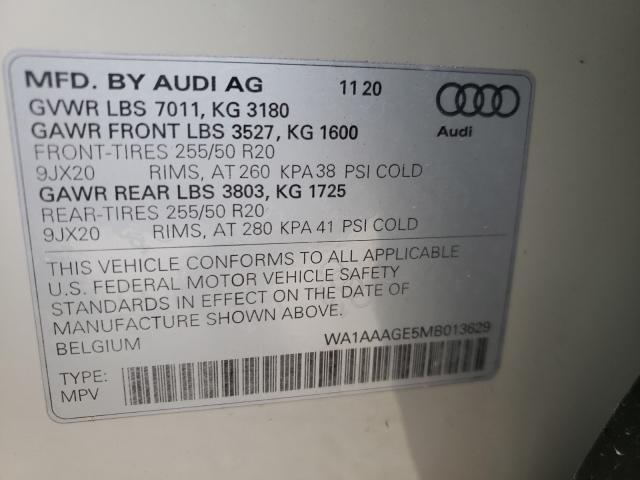 MFD. BY AUDI AG 11 20
GVWR LBS 7011, KG 3180
GAWR FRONT LBS 3527, KG 1600
FRONT-TIRES 255/50 R20
9JX20 RIMS, AT 260 KPA 38 PSI COLD
GAWR REAR LBS 3803, KG 1725
REAR-TIRES 255/50 R20
9JX20 RIMS, AT 280 KPA 41 PSI COLD
Audi
THIS VEHICLE CONFORMS TO ALL APPLICABLE
U.S. FEDERAL MOTOR VEHICLE SAFETY
STANDARDS IN EFFECT ON THE DATE OF
MANUFACTURE SHOWN ABOVE.
BELGIUM WA1AAAGE5MB013629
TYPE:
MPV